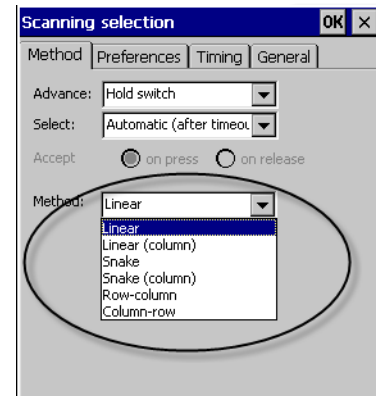 Scanning selection OK ×
Method Preferences Timing General
Advance: Hold switch
Select: Automatic (after timeou
Accept on press on release
Method: Linear
Linear
Linear (column)
Snake
Snake (column)
Row-column
Column-row